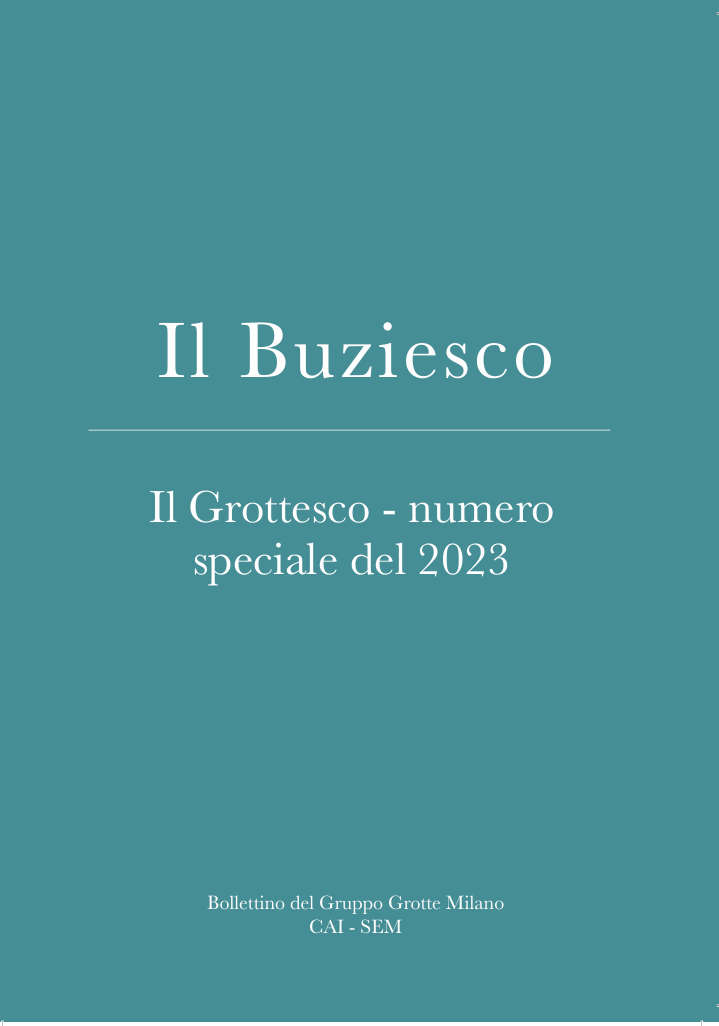 Il Buziesco
Il Grottesco - numero
speciale del 2023
Bollettino del Gruppo Grotte Milano
CAI - SEM